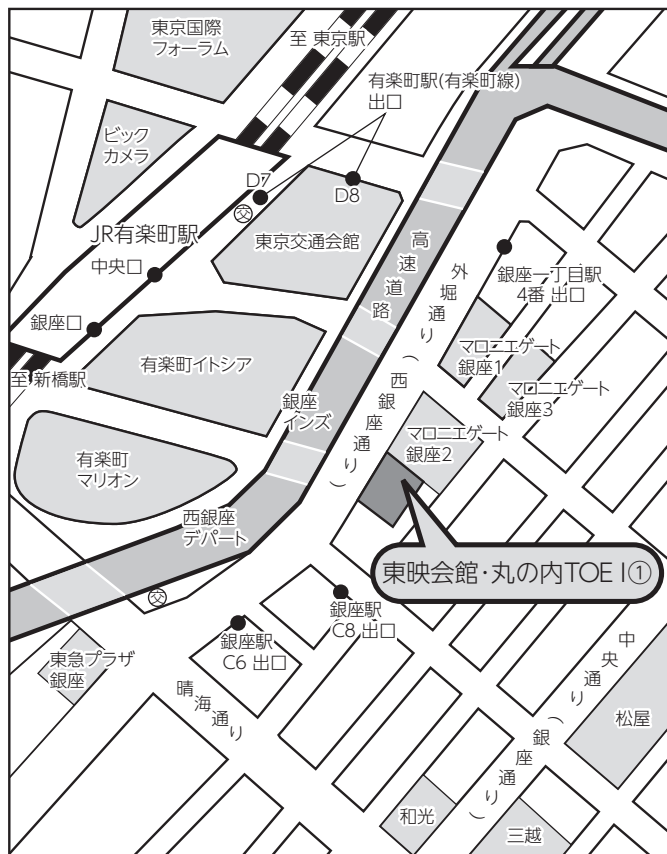 東京国際
フォーラム
至 東京駅
有楽町駅(有楽町線)
出口
ビック
カメラ
D7
交
D8
JR有楽町駅
東京交通会館
中央口
高速道路
外堀通り(西銀座通り)
銀座一丁目駅
4番 出口
銀座口
有楽町イトシア
マロニエゲート
銀座1
至 新橋駅
マロニエゲート
銀座3
銀座
インズ
マロニエゲート
銀座2
有楽町
マリオン
西銀座
デパート
東映会館・丸の内TOEI①
交
銀座駅
C8 出口
銀座駅
C6 出口
東急プラザ
銀座
晴海通り
中央通り(銀座通り)
松屋
和光
三越